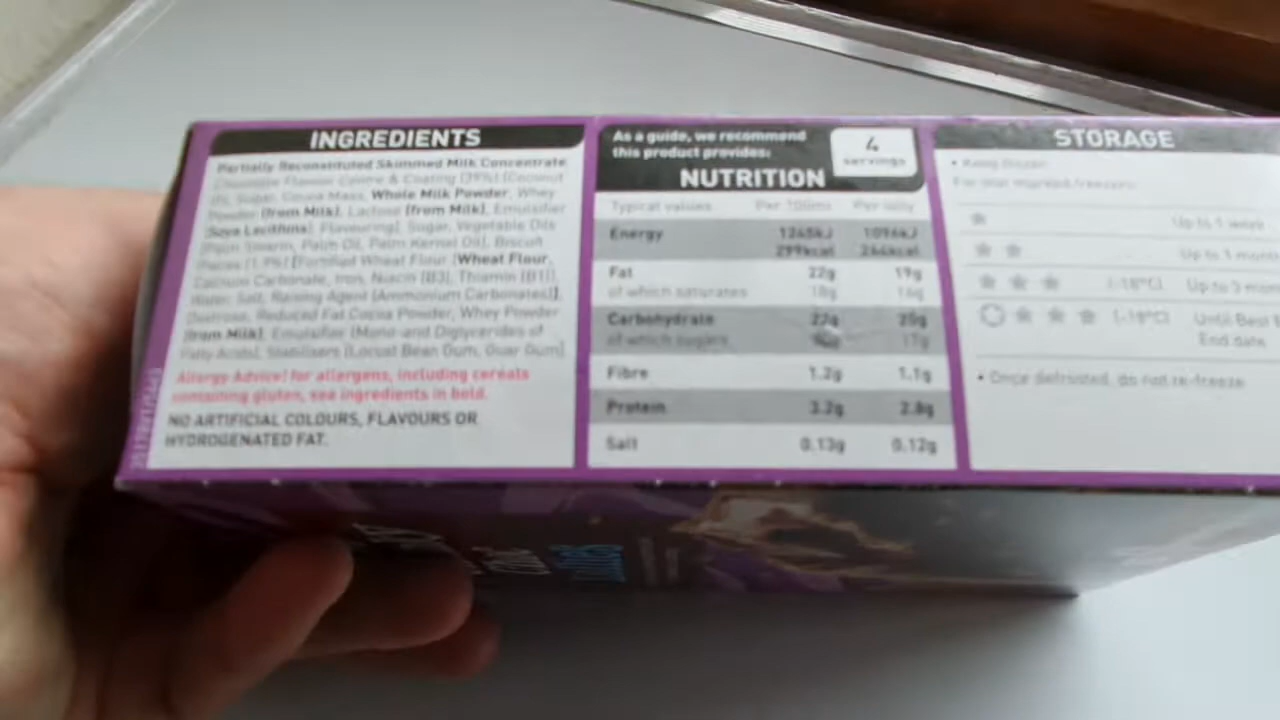 INGREDIENTS
Partially Reconstituted Skimmed Milk Concentrate
Chocolate Flavour Coating (39%) [Coconut
Oil, Sugar, Cocoa Mass, Whole Milk Powder, Whey
Powder (from Milk), Lactose (from Milk), Emulsifier
(Soya Lecithins), Flavouring], Sugar, Vegetable Oils
(Palm Stearin, Palm Oil, Palm Kernel Oil), Biscuit
Pieces (1.9%) [Fortified Wheat Flour (Wheat Flour,
Calcium Carbonate, Iron, Niacin (B3), Thiamin (B1)),
Water, Salt, Raising Agent (Ammonium Carbonates)],
Dextrose, Reduced Fat Cocoa Powder, Whey Powder
(from Milk), Emulsifier (Mono-and Diglycerides of
Fatty Acids), Stabilisers (Locust Bean Gum, Guar Gum)
Allergy Advice! for allergens, including cereals
containing gluten, see ingredients in bold.
NO ARTIFICIAL COLOURS, FLAVOURS OR
HYDROGENATED FAT.
As a guide, we recommend
this product provides:
4
servings
NUTRITION
Typical values Per 100ml
Energy 1245kJ 1096kJ
299kcal 264kcal
Fat 22g 19g
of which saturates 18g 16g
Carbohydrate 20g
of which sugars 17g
Fibre 1.2g 1.1g
Protein 3.2g 2.8g
Salt 0.13g 0.12g
STORAGE
• Keep frozen
For star marked freezers:
Up to 1 week
Up to 1 month
(-18°C) Up to 3 mon
(-18°C) Until Best B
End date
• Once defrosted, do not re-freeze